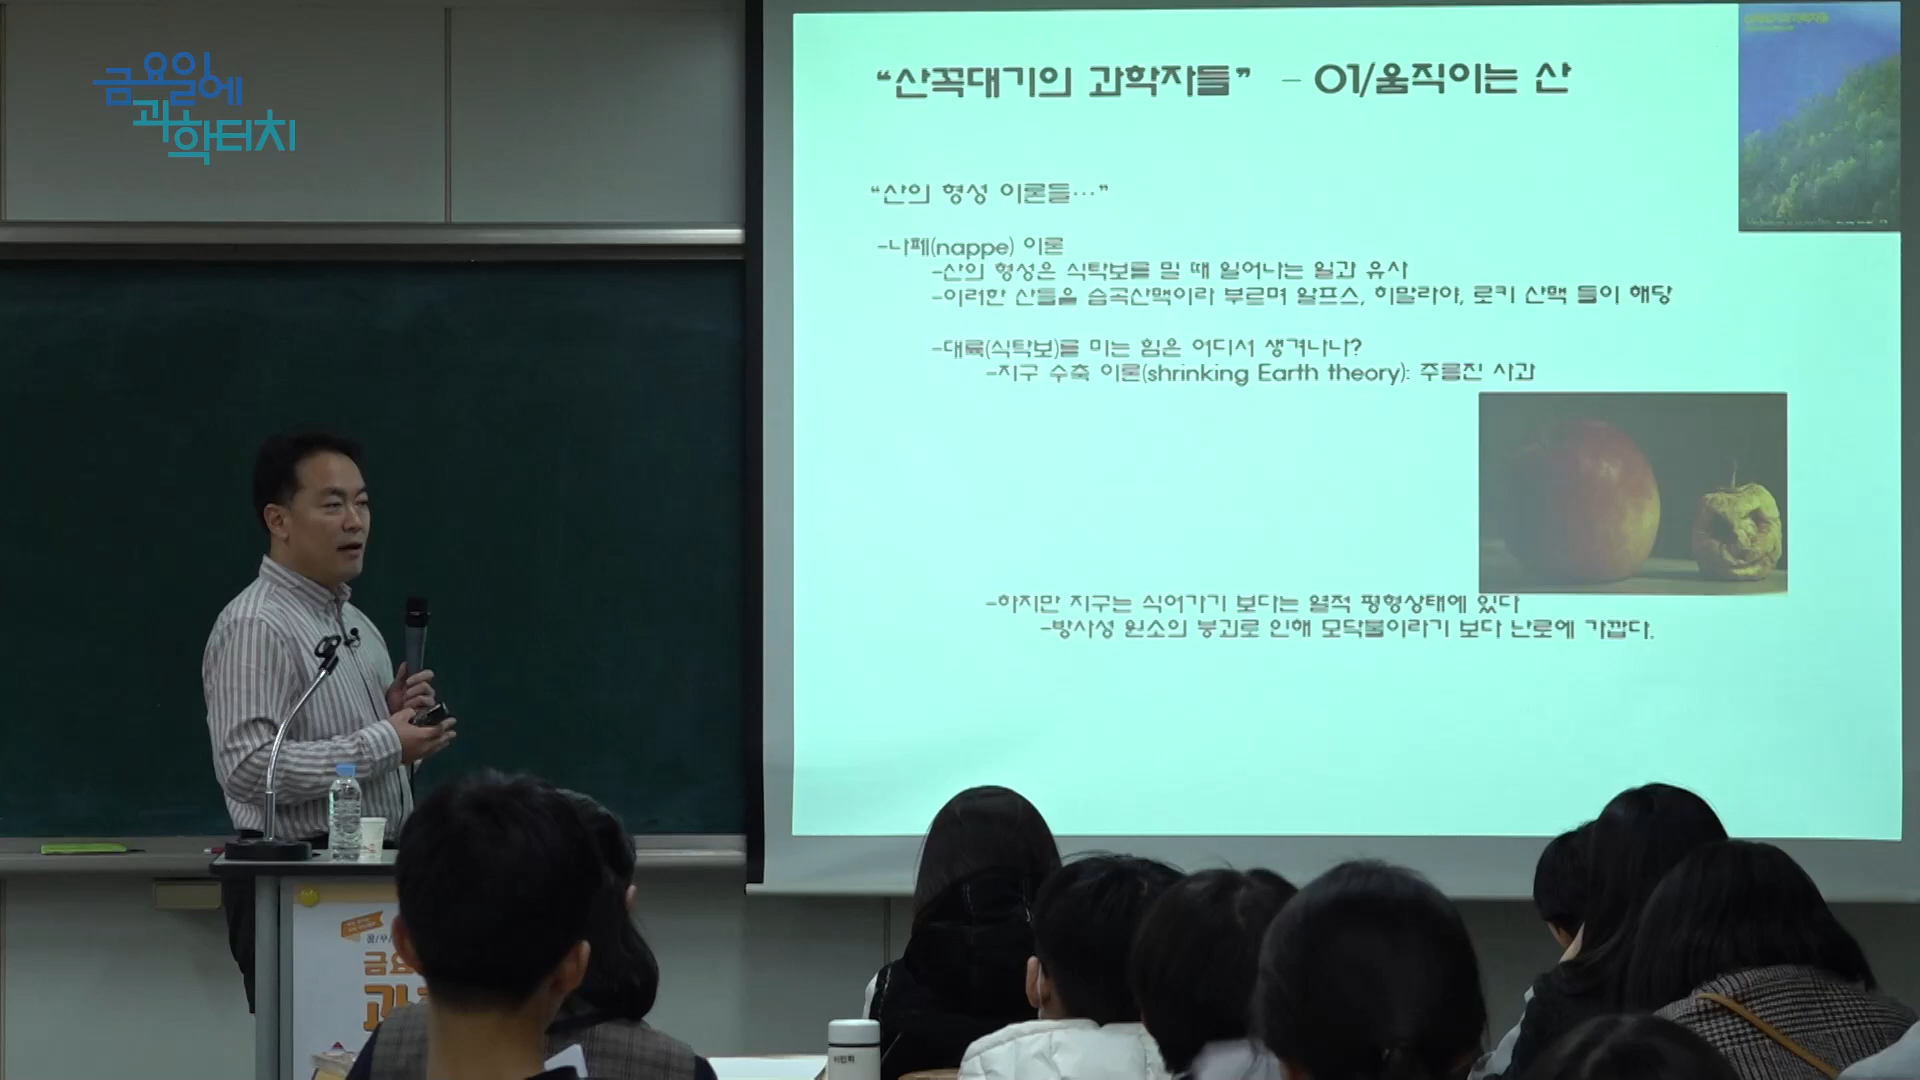 금요일에
과학터치
“산꼭대기의 과학자들” – 01/움직이는 산
“산의 형성 이론들…”
-나페(nappe) 이론
-산의 형성은 식탁보를 밀 때 일어나는 일과 유사
-이러한 산들을 습곡산맥이라 부르며 알프스, 히말라야, 로키 산맥 들이 해당
-대륙(식탁보)를 미는 힘은 어디서 생겨나나?
-지구 수축 이론(shrinking Earth theory): 주름진 사과
-하지만 지구는 식어가기 보다는 열적 평형상태에 있다
-방사성 원소의 붕괴로 인해 모닥불이라기 보다 난로에 가깝다.
금요